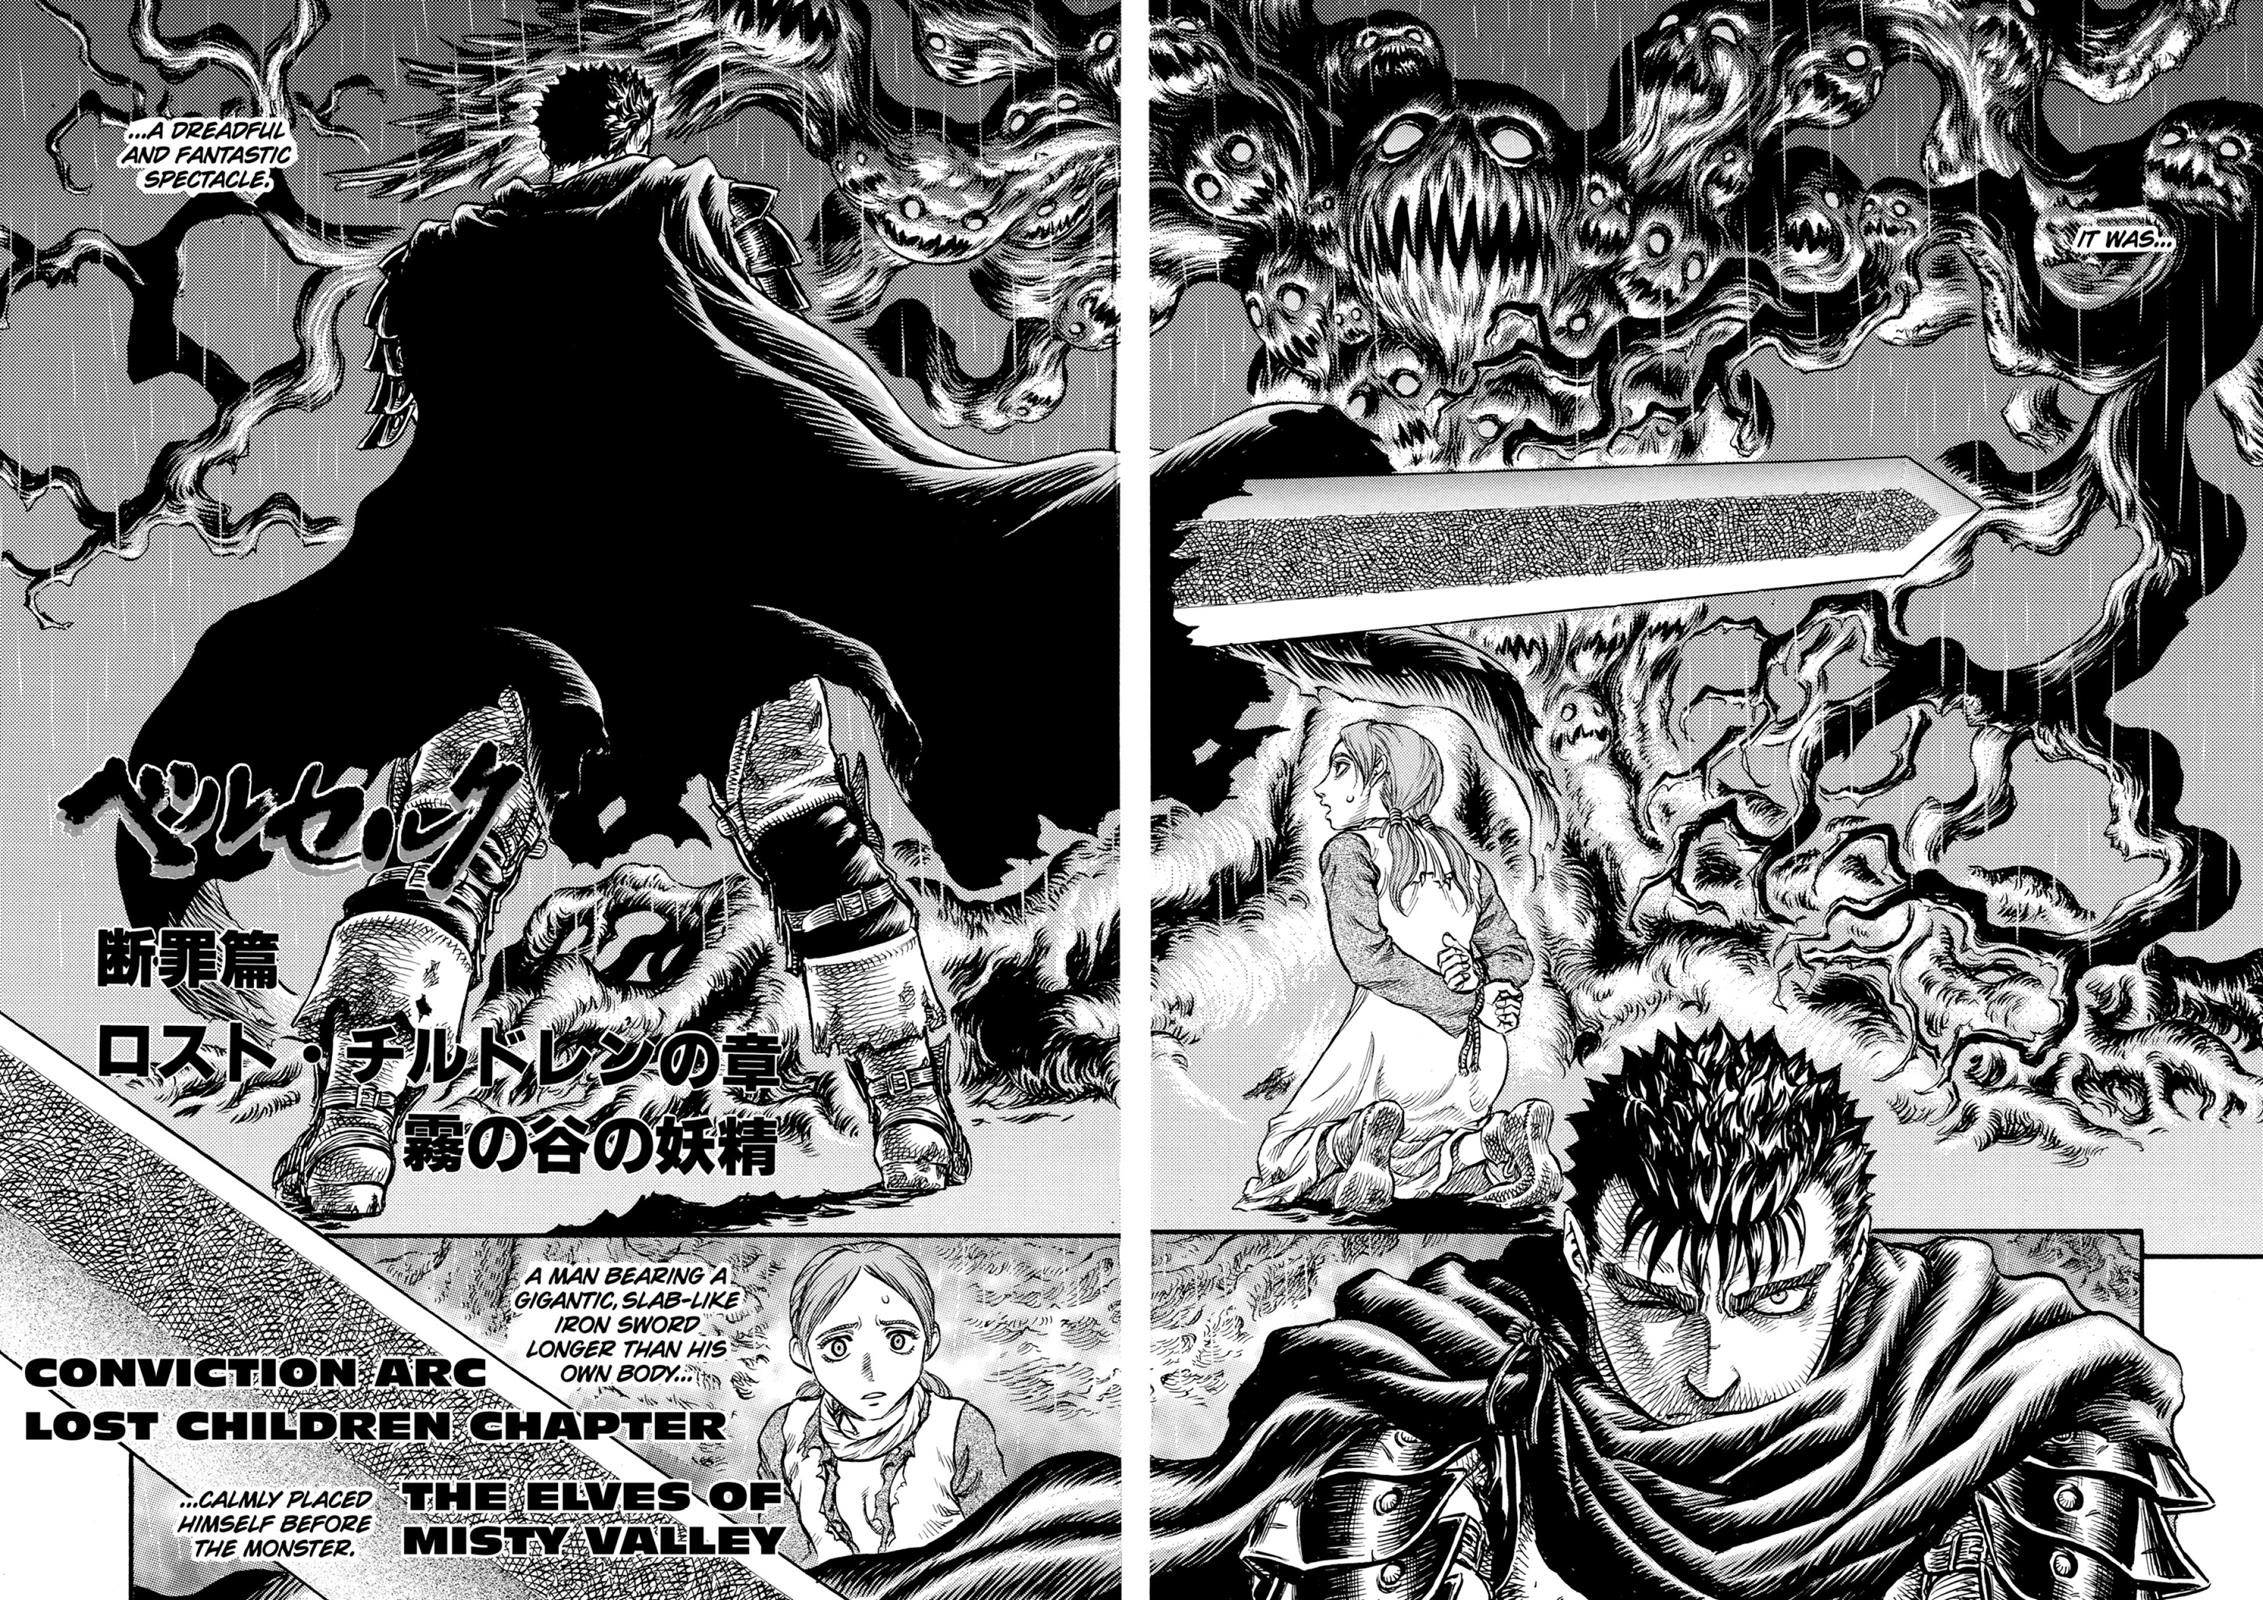 IT WAS...
...A DREADFUL
AND FANTASTIC
SPECTACLE.
ベルセルク
断罪篇
ロスト・チルドレンの章
霧の谷の妖精
A MAN BEARING A
GIGANTIC, SLAB-LIKE
IRON SWORD
LONGER THAN HIS
OWN BODY...
CONVICTION ARC
LOST CHILDREN CHAPTER
THE ELVES OF
MISTY VALLEY
...CALMLY PLACED
HIMSELF BEFORE
THE MONSTER.